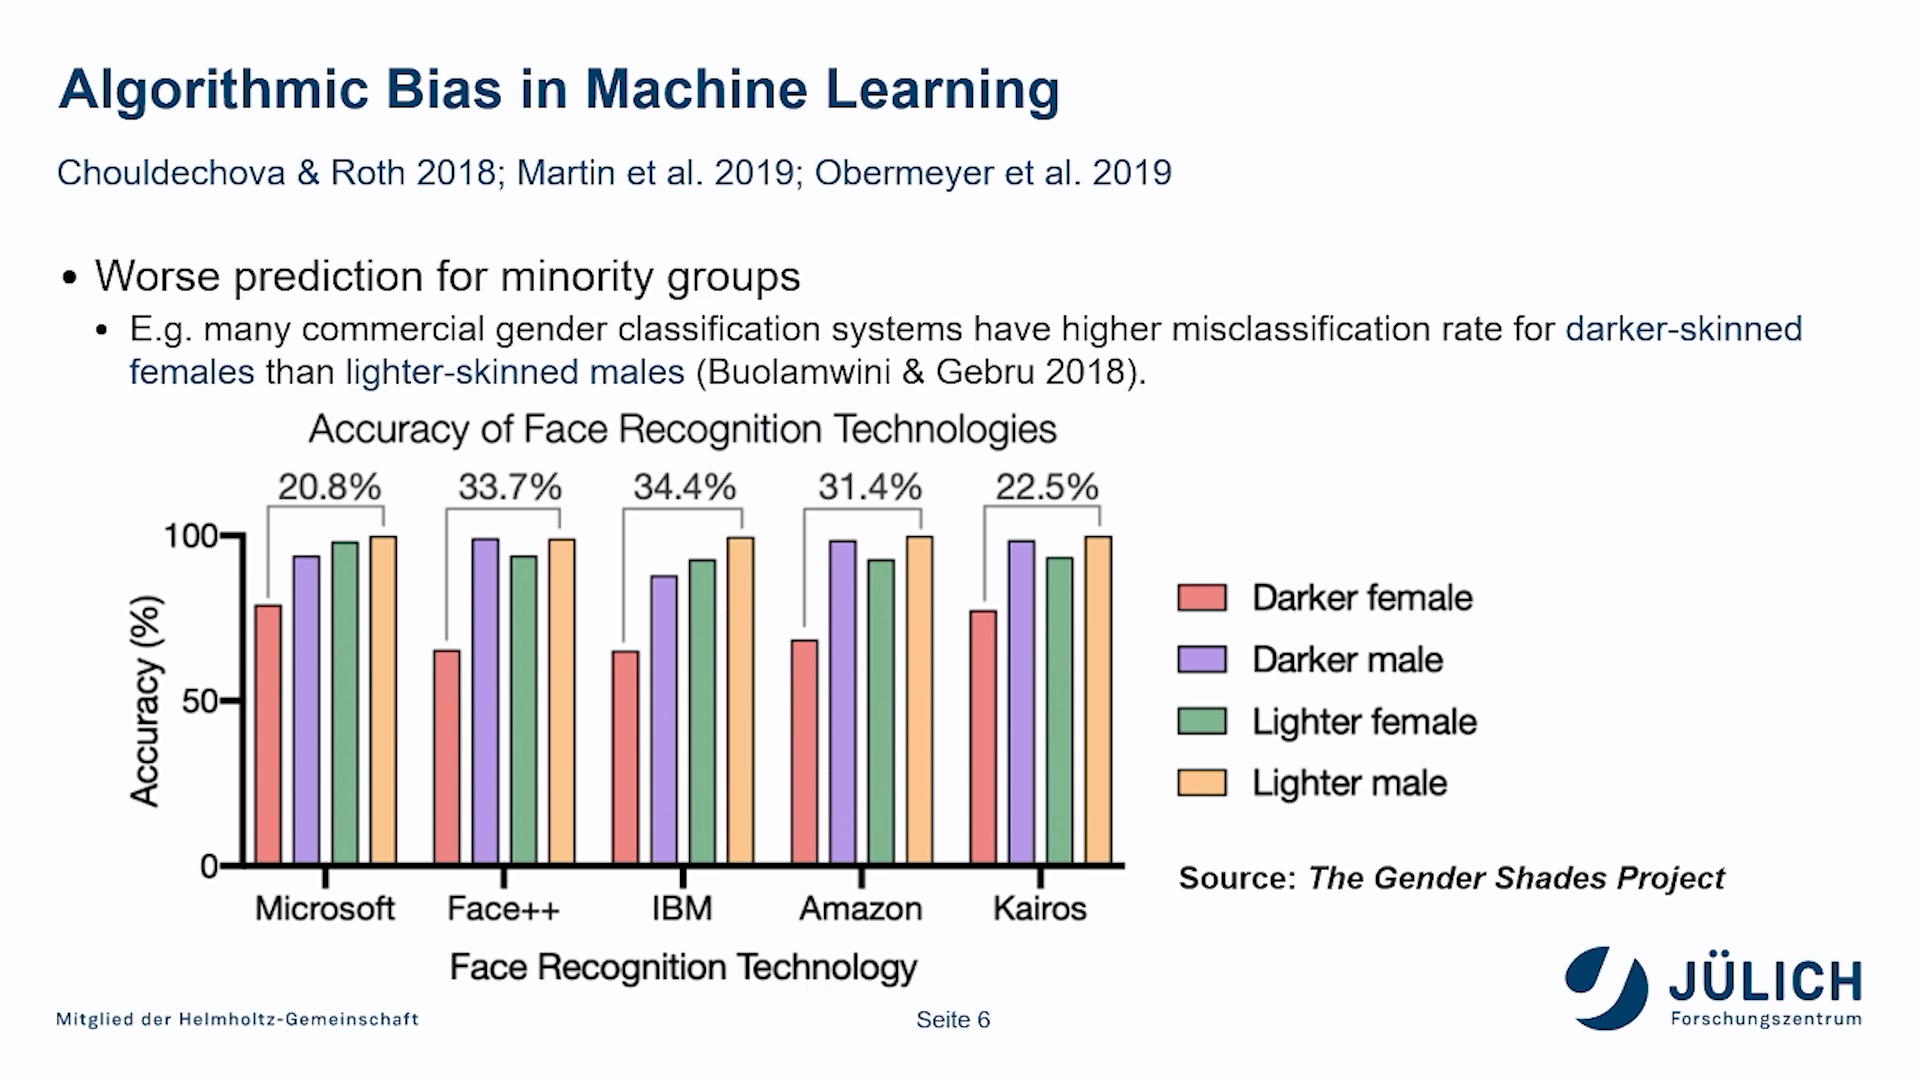 Algorithmic Bias in Machine Learning
Chouldechova & Roth 2018; Martin et al. 2019; Obermeyer et al. 2019
• Worse prediction for minority groups
• E.g. many commercial gender classification systems have higher misclassification rate for darker-skinned
females than lighter-skinned males (Buolamwini & Gebru 2018).
Accuracy of Face Recognition Technologies
20.8% 33.7% 34.4% 31.4% 22.5%
100
50
0
Accuracy (%)
Microsoft Face++ IBM Amazon Kairos
Face Recognition Technology
Darker female
Darker male
Lighter female
Lighter male
Source: The Gender Shades Project
Mitglied der Helmholtz-Gemeinschaft
Seite 6
JÜLICH
Forschungszentrum